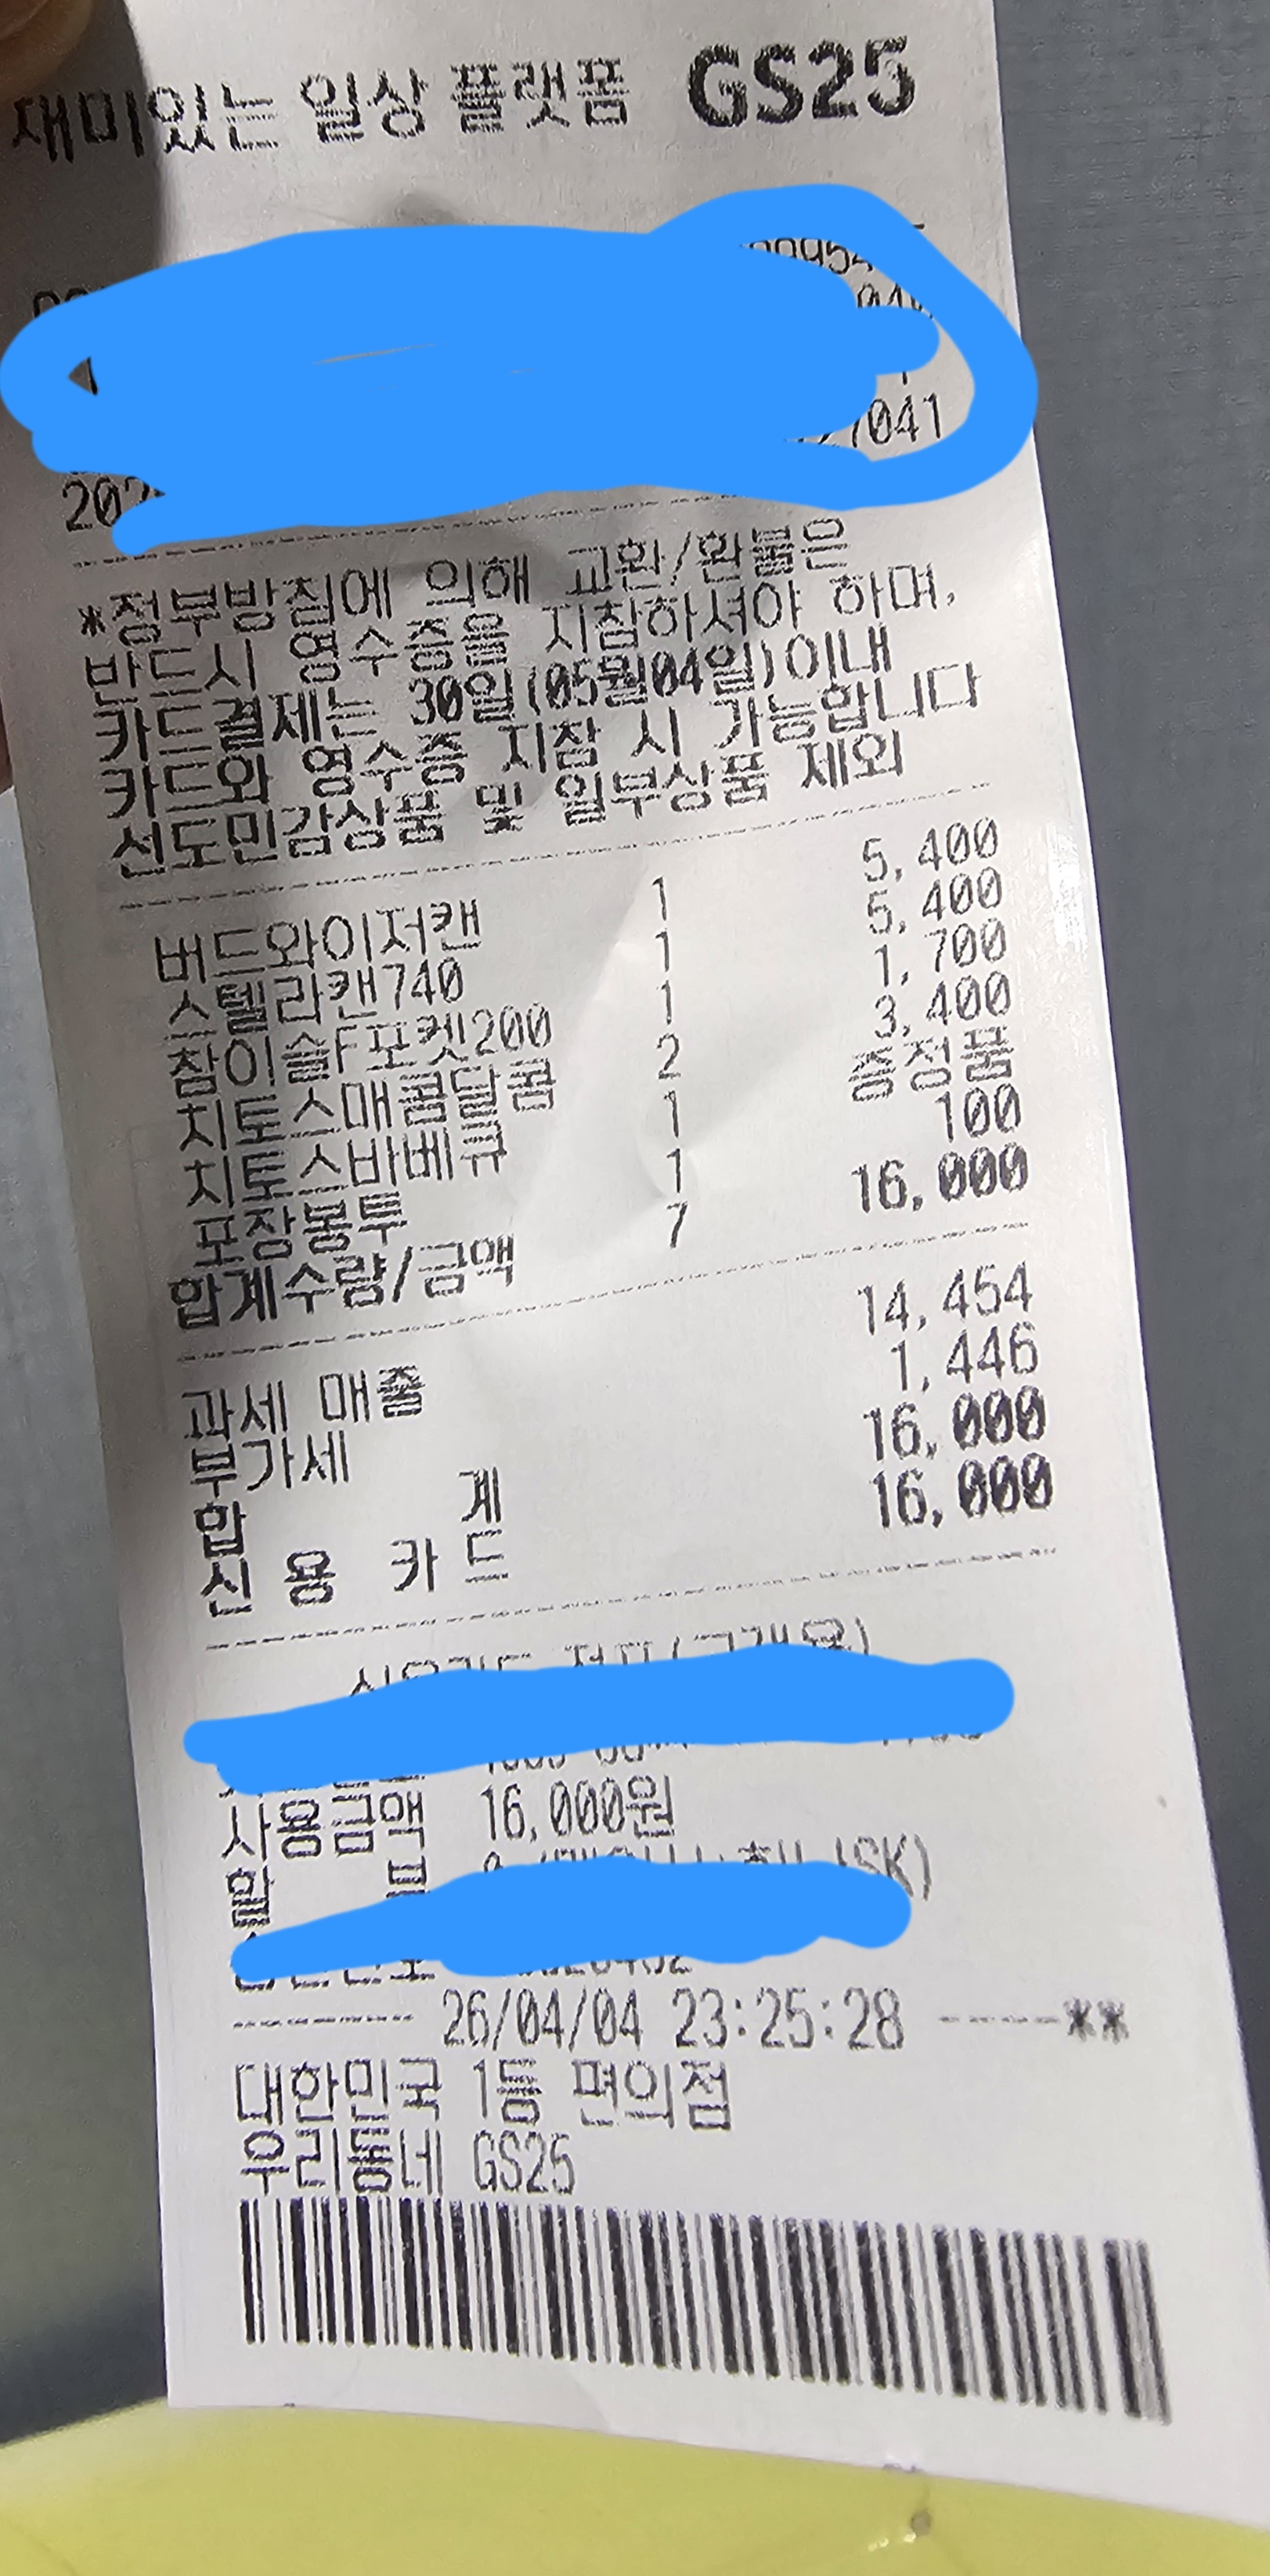 재미있는 일상 플랫폼 GS25
*정부방침에 의해 교환/환불은
반드시 영수증을 지참하셔야 하며,
카드결제는 30일(05월04일)이내
카드와 영수증 지참 시 가능합니다
선도민감상품 및 일부상품 제외
버드와이저캔 1 5,400
스텔라캔740 1 5,400
참이슬F포켓200 1 1,700
치토스매콤달콤 2 3,400
치토스바베큐 1 증정품
포장봉투 1 100
합계수량/금액 7 16,000
과세 매출 14,454
부가세 1,446
합 계 16,000
신 용 카 드 16,000
사용금액 16,000원
할 부
26/04/04 23:25:28 -----**
대한민국 1등 편의점
우리동네 GS25